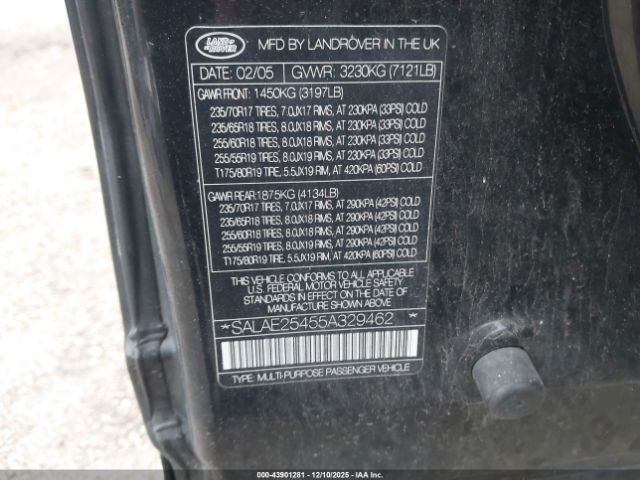 LAND ROVER
MFD BY LANDROVER IN THE UK
DATE: 02/05 GVWR: 3230KG (7121LB)
GAWR FRONT: 1450KG (3197LB)
235/70R17 TIRES, 7.0JX17 RIMS, AT 230KPA (33PSI) COLD
235/65R18 TIRES, 8.0JX18 RIMS, AT 230KPA (33PSI) COLD
255/60R18 TIRES, 8.0JX18 RIMS, AT 230KPA (33PSI) COLD
255/55R19 TIRES, 8.0JX19 RIMS, AT 230KPA (33PSI) COLD
T175/80R19 TIRE, 5.5JX19 RIM, AT 420KPA (60PSI) COLD
GAWR REAR: 1875KG (4134LB)
235/70R17 TIRES, 7.0JX17 RIMS, AT 290KPA (42PSI) COLD
235/65R18 TIRES, 8.0JX18 RIMS, AT 290KPA (42PSI) COLD
255/60R18 TIRES, 8.0JX18 RIMS, AT 290KPA (42PSI) COLD
255/55R19 TIRES, 8.0JX19 RIMS, AT 290KPA (42PSI) COLD
T175/80R19 TIRE, 5.5JX19 RIM, AT 420KPA (60PSI) COLD
THIS VEHICLE CONFORMS TO ALL APPLICABLE
U.S. FEDERAL MOTOR VEHICLE SAFETY
STANDARDS IN EFFECT ON THE DATE OF
MANUFACTURE SHOWN ABOVE
*SALAE25455A329462 *
TYPE: MULTI-PURPOSE PASSENGER VEHICLE
000-43901281 - 12/10/2025 - IAAI.COM